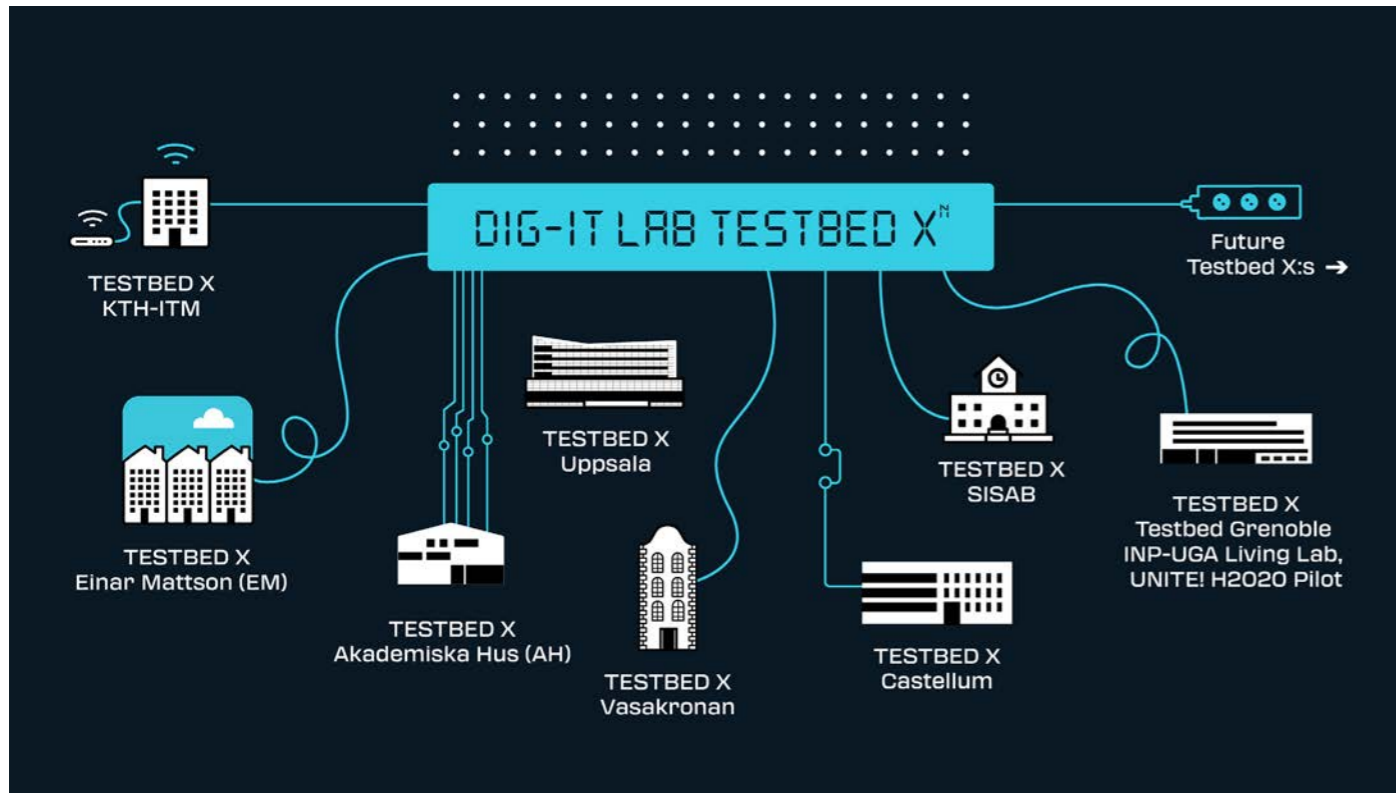 DIG-IT LAB TESTBED Xᴺ
TESTBED X
KTH-ITM
Future
Testbed X:s →
TESTBED X
Einar Mattson (EM)
TESTBED X
Akademiska Hus (AH)
TESTBED X
Uppsala
TESTBED X
Vasakronan
TESTBED X
Castellum
TESTBED X
SISAB
TESTBED X
Testbed Grenoble
INP-UGA Living Lab,
UNITE! H2020 Pilot